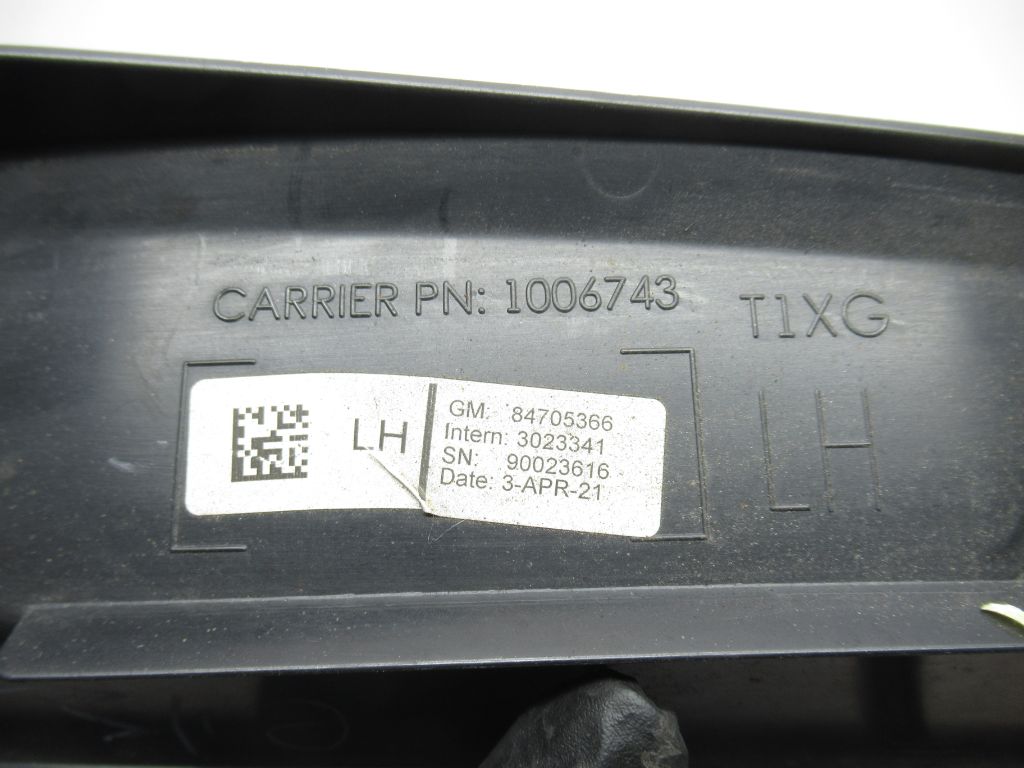 CARRIER PN: 1006743
T1XG
LH
LH
GM: 84705366
Intern: 3023341
SN: 90023616
Date: 3-APR-21